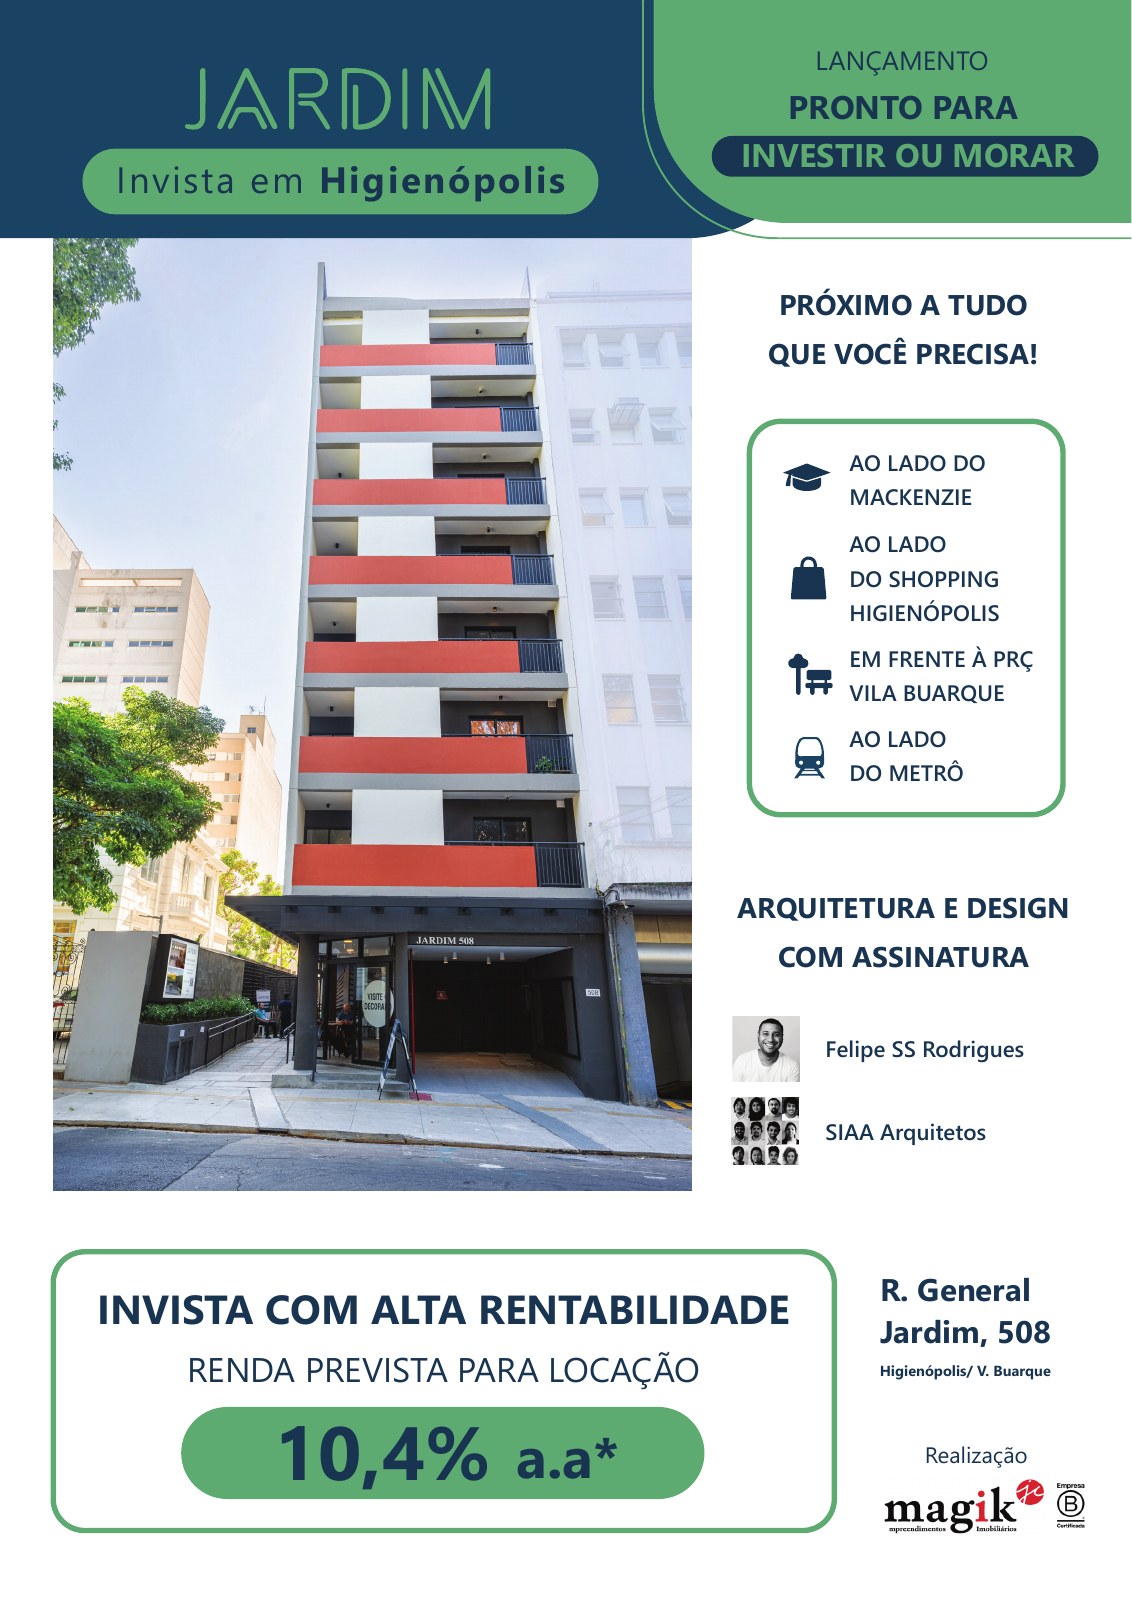 JARDIM
Invista em Higienópolis
LANÇAMENTO
PRONTO PARA
INVESTIR OU MORAR
PRÓXIMO A TUDO
QUE VOCÊ PRECISA!
AO LADO DO
MACKENZIE
AO LADO
DO SHOPPING
HIGIENÓPOLIS
EM FRENTE À PRÇ
VILA BUARQUE
AO LADO
DO METRÔ
JARDIM 508
VISITE
DECORA
508
ARQUITETURA E DESIGN
COM ASSINATURA
Felipe SS Rodrigues
SIAA Arquitetos
INVISTA COM ALTA RENTABILIDADE
RENDA PREVISTA PARA LOCAÇÃO
10,4% a.a*
R. General
Jardim, 508
Higienópolis/ V. Buarque
Realização
magik jc
mpreendimentos Imobiliários
Empresa
B
Certificada